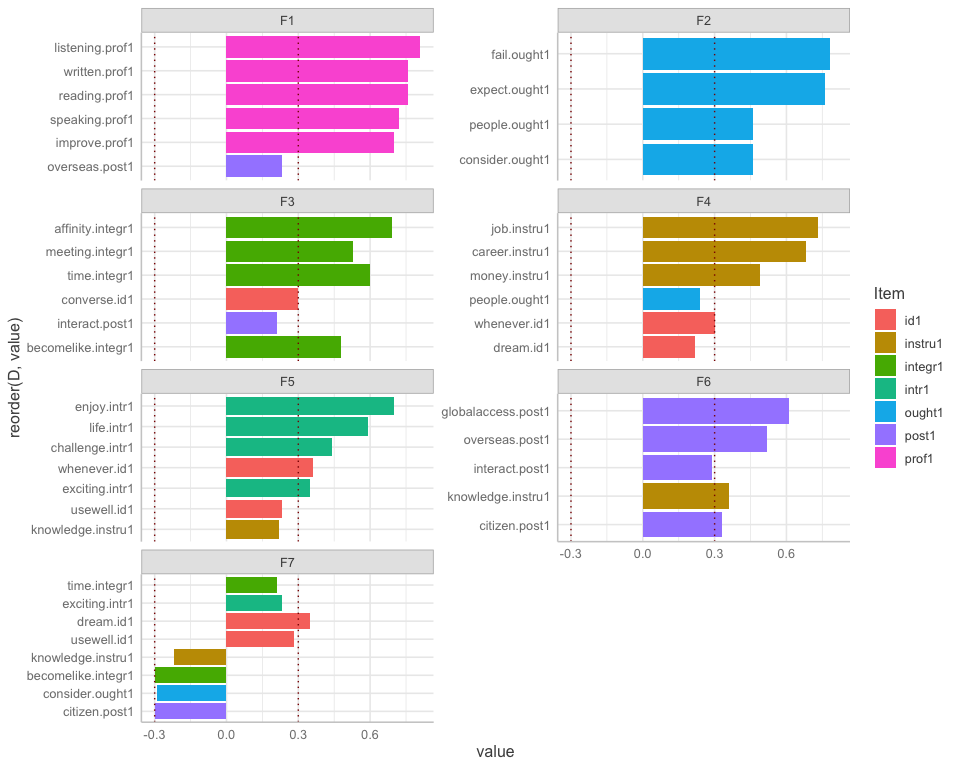 F1
listening.prof1
written.prof1
reading.prof1
speaking.prof1
improve.prof1
overseas.post1
F2
fail.ought1
expect.ought1
people.ought1
consider.ought1
F3
affinity.integr1
meeting.integr1
time.integr1
converse.id1
interact.post1
becomelike.integr1
F4
job.instru1
career.instru1
money.instru1
people.ought1
whenever.id1
dream.id1
F5
enjoy.intr1
life.intr1
challenge.intr1
whenever.id1
exciting.intr1
usewell.id1
knowledge.instru1
F6
globalaccess.post1
overseas.post1
interact.post1
knowledge.instru1
citizen.post1
-0.3 0.0 0.3 0.6
F7
time.integr1
exciting.intr1
dream.id1
usewell.id1
knowledge.instru1
becomelike.integr1
consider.ought1
citizen.post1
-0.3 0.0 0.3 0.6
value
reorder(D, value)
Item
id1
instru1
integr1
intr1
ought1
post1
prof1